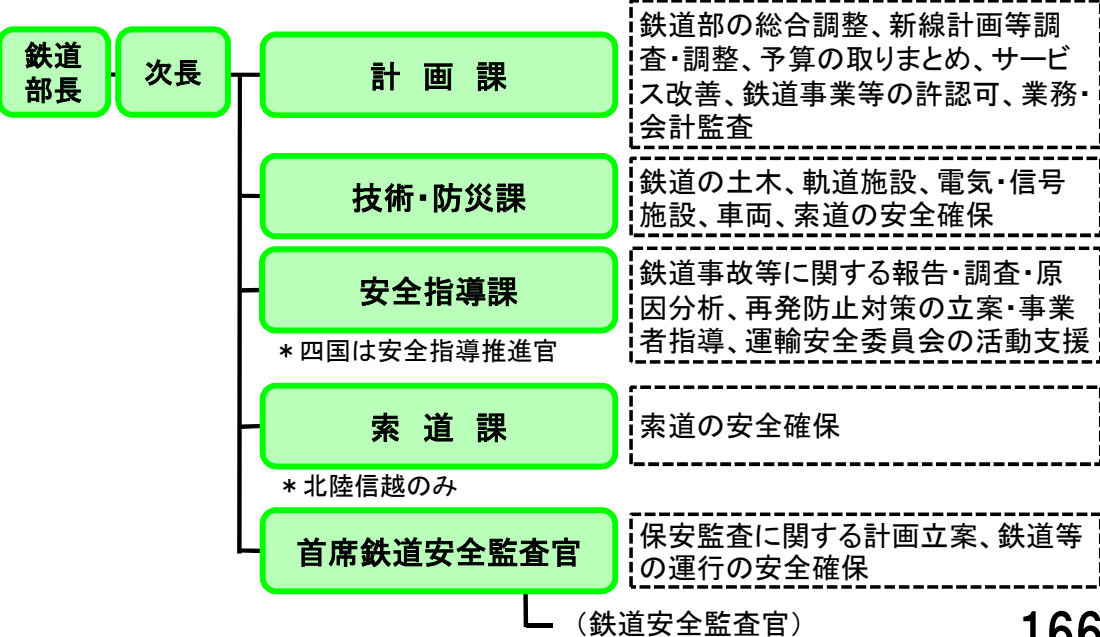 鉄道
部長
次長
計 画 課
鉄道部の総合調整、新線計画等調
査・調整、予算の取りまとめ、サービ
ス改善、鉄道事業等の許認可、業務・
会計監査
技術・防災課
鉄道の土木、軌道施設、電気・信号
施設、車両、索道の安全確保
安全指導課
＊四国は安全指導推進官
鉄道事故等に関する報告・調査・原
因分析、再発防止対策の立案・事業
者指導、運輸安全委員会の活動支援
索 道 課
＊北陸信越のみ
索道の安全確保
首席鉄道安全監査官
保安監査に関する計画立案、鉄道等
の運行の安全確保
（鉄道安全監査官）
166